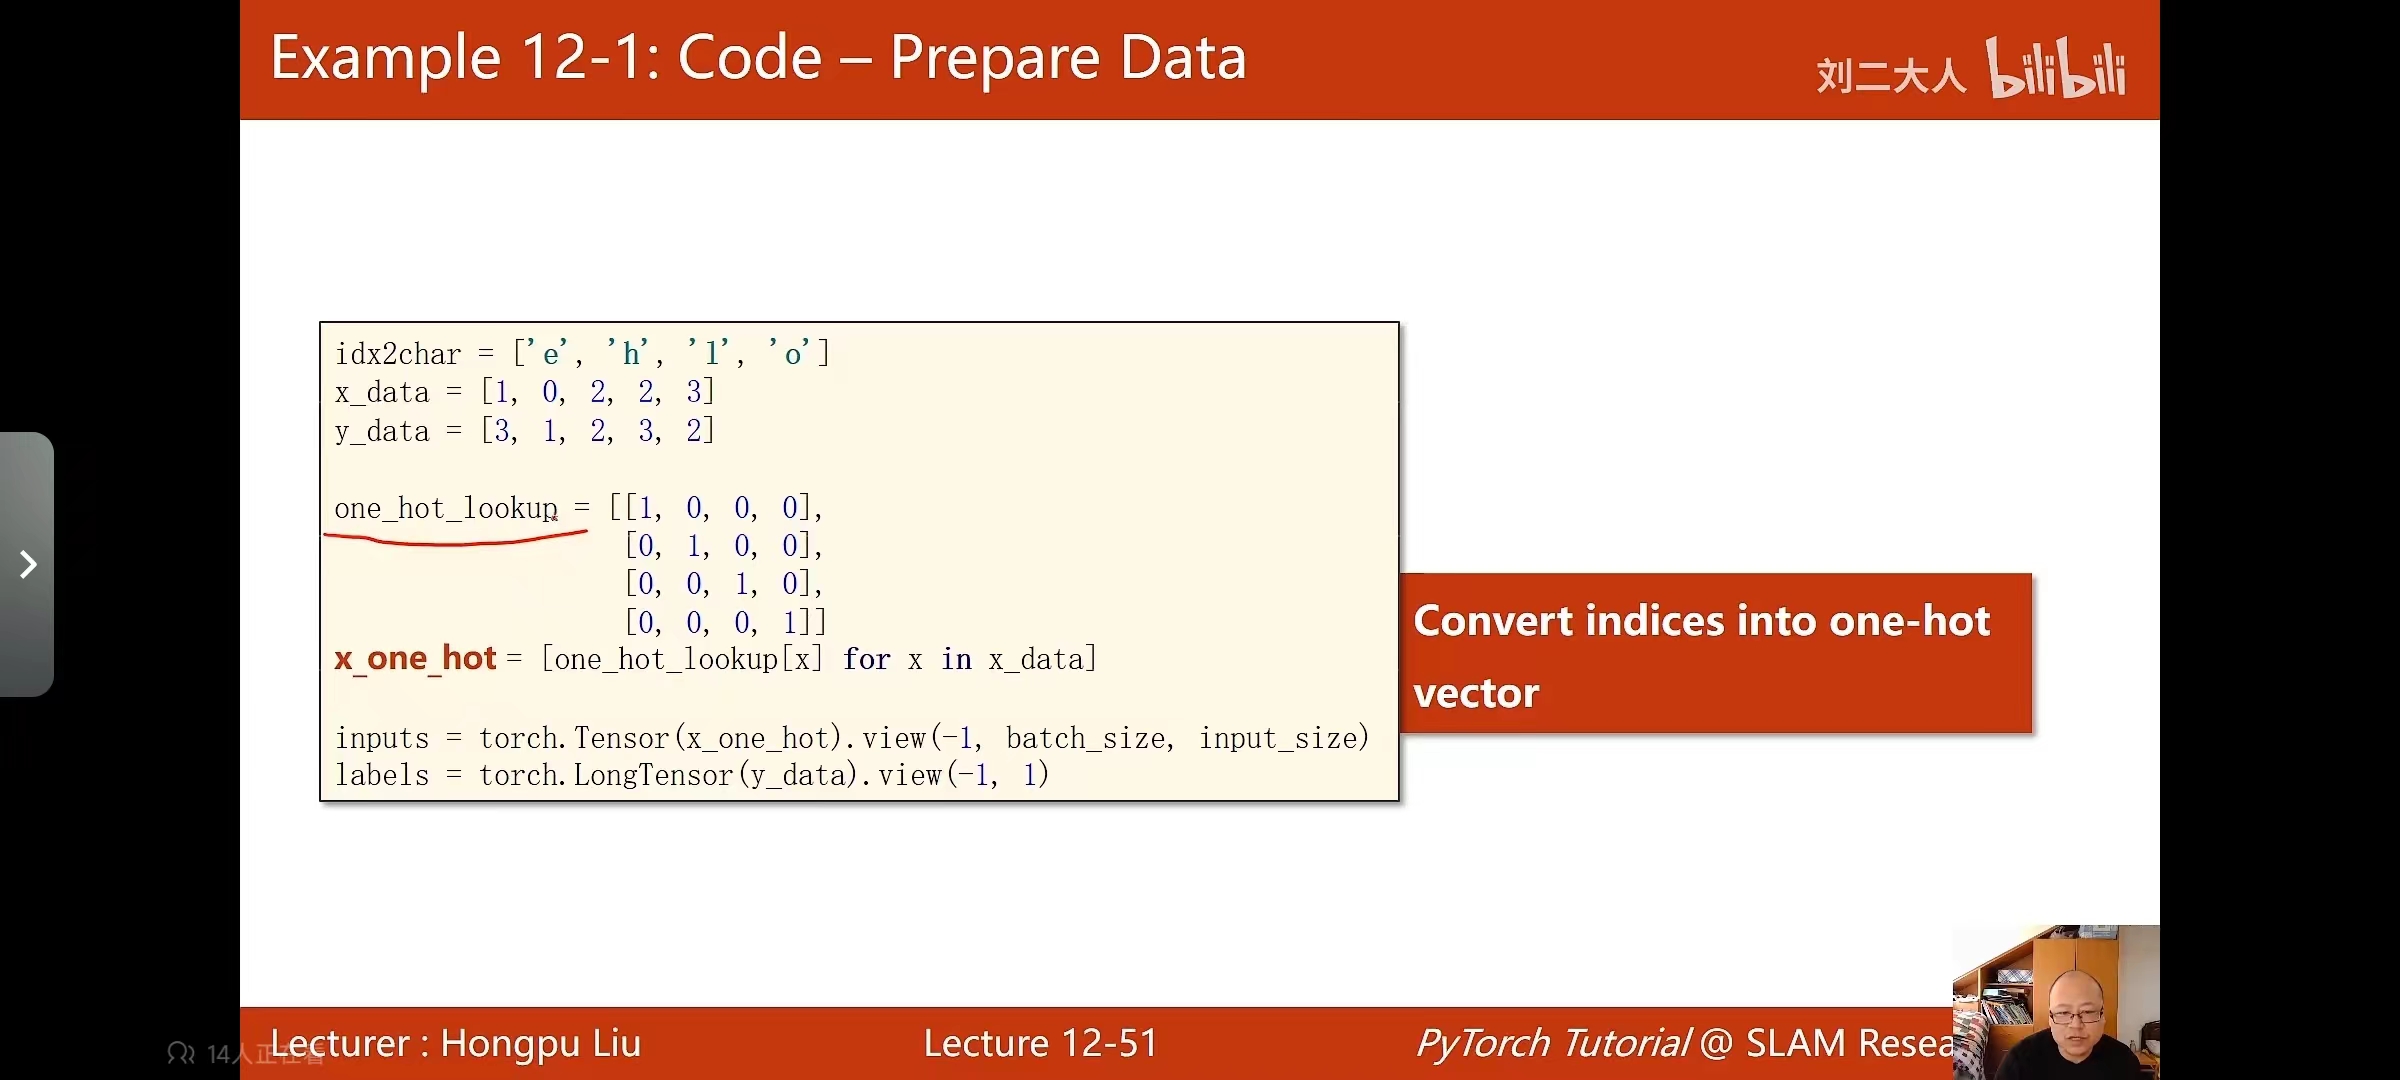 Example 12-1: Code – Prepare Data
刘二大人 bilibili
idx2char = ['e', 'h', 'l', 'o']
x_data = [1, 0, 2, 2, 3]
y_data = [3, 1, 2, 3, 2]
one_hot_lookup = [[1, 0, 0, 0],
[0, 1, 0, 0],
[0, 0, 1, 0],
[0, 0, 0, 1]]
x_one_hot = [one_hot_lookup[x] for x in x_data]
inputs = torch.Tensor(x_one_hot).view(-1, batch_size, input_size)
labels = torch.LongTensor(y_data).view(-1, 1)
Convert indices into one-hot
vector
Lecturer : Hongpu Liu
Lecture 12-51
PyTorch Tutorial @ SLAM Resea
14人正在看